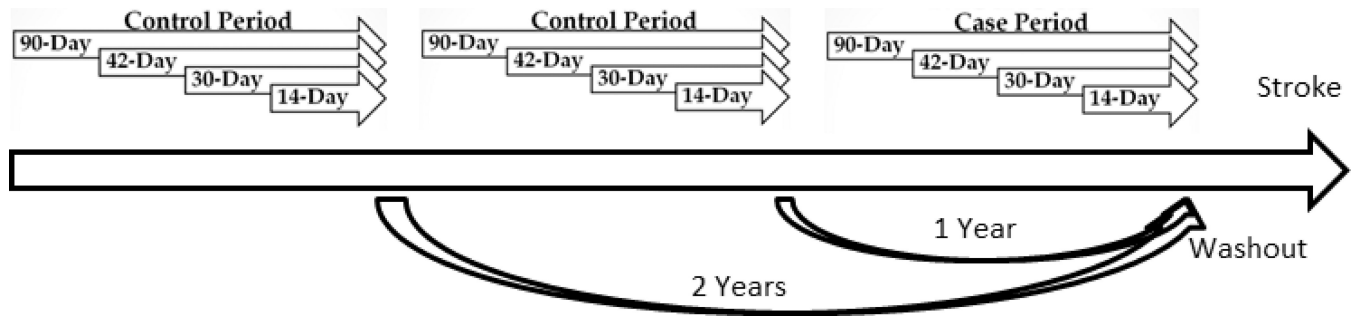 Control Period
90-Day
42-Day
30-Day
14-Day
Control Period
90-Day
42-Day
30-Day
14-Day
Case Period
90-Day
42-Day
30-Day
14-Day
Stroke
1 Year
Washout
2 Years